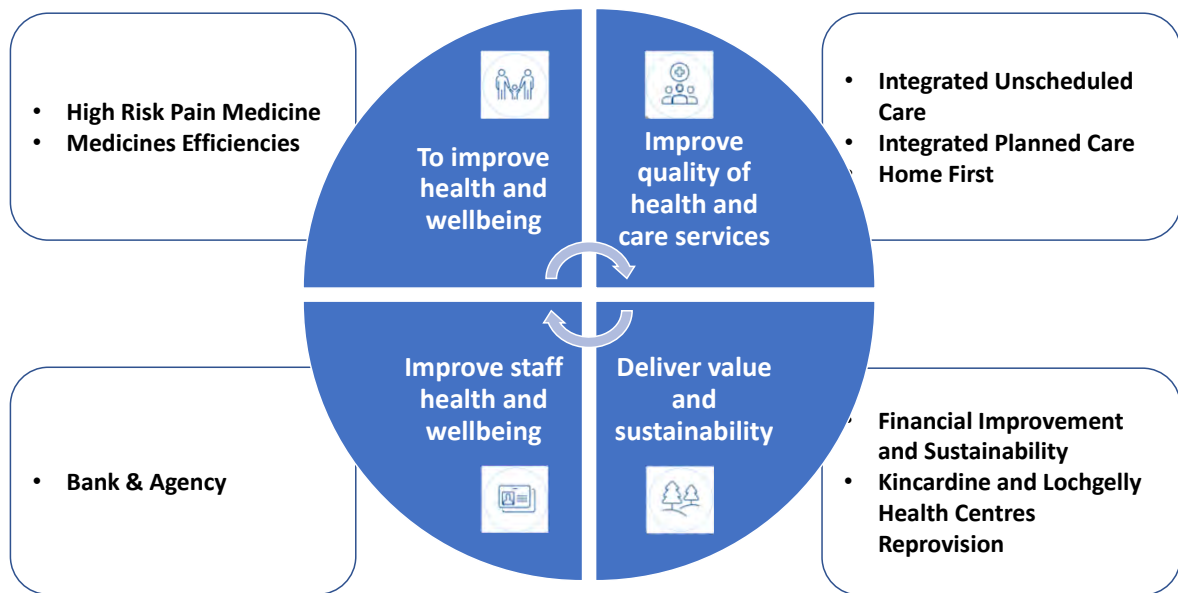 • High Risk Pain Medicine
• Medicines Efficiencies
To improve
health and
wellbeing
Improve
quality of
health and
care services
• Integrated Unscheduled
Care
• Integrated Planned Care
• Home First
Improve staff
health and
wellbeing
Deliver value
and
sustainability
• Bank & Agency
• Financial Improvement
and Sustainability
• Kincardine and Lochgelly
Health Centres
Reprovision